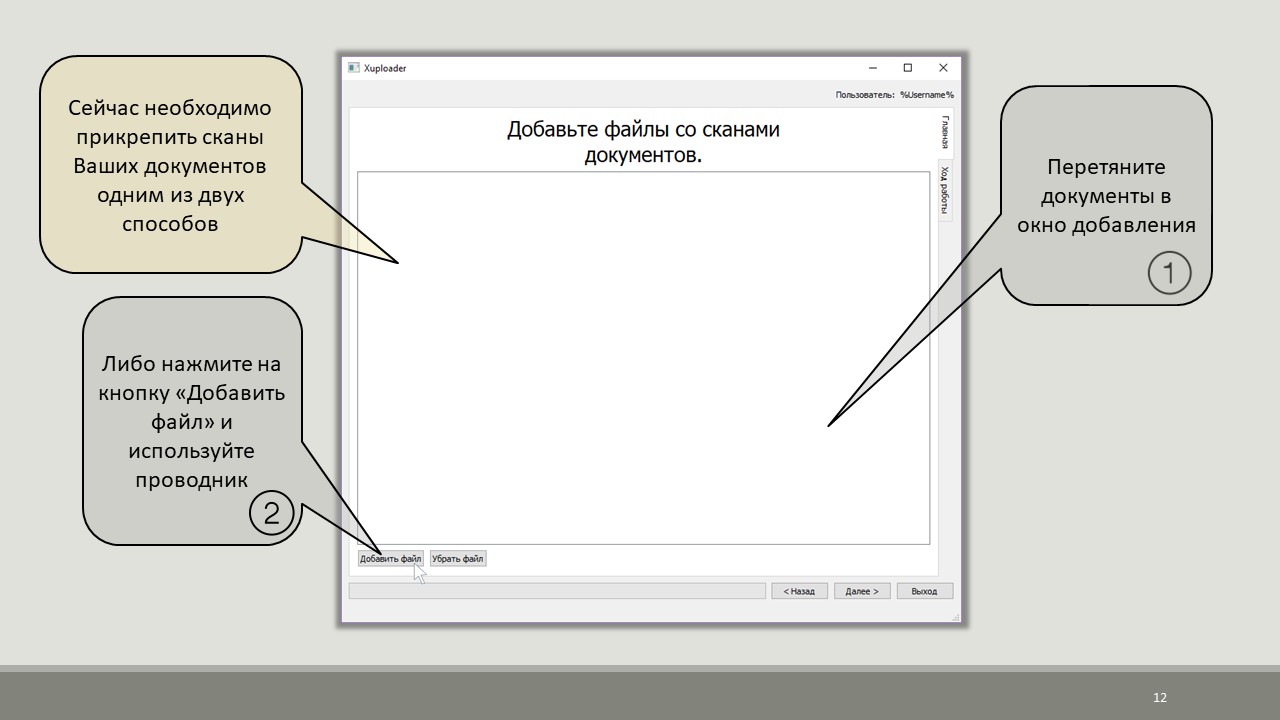 Сейчас необходимо
прикрепить сканы
Ваших документов
одним из двух
способов
Либо нажмите на
кнопку «Добавить
файл» и
используйте
проводник
2
Xuploader
Пользователь: %Username%
Добавьте файлы со сканами
документов.
Главная
Ход работы
Добавить файл
Убрать файл
< Назад
Далее >
Выход
Перетяните
документы в
окно добавления
1
12